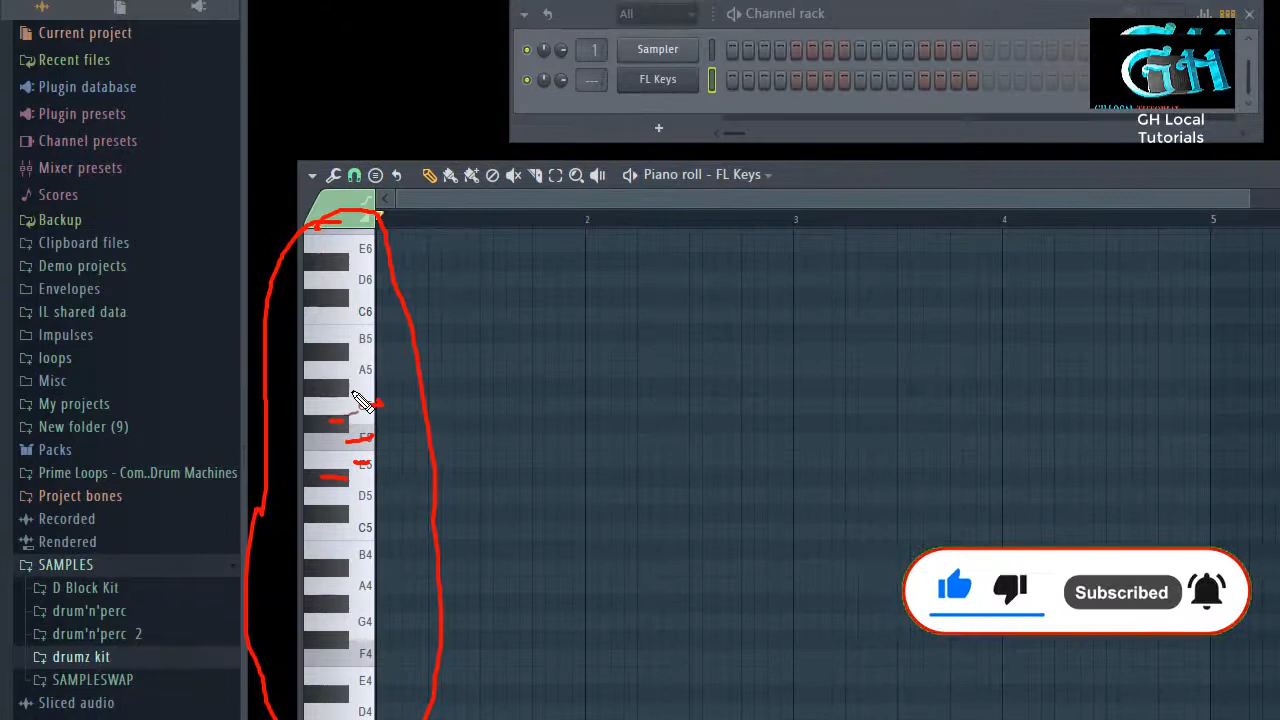 Current project
Recent files
Plugin database
Plugin presets
Channel presets
Mixer presets
Scores
Backup
Clipboard files
Demo projects
Envelopes
IL shared data
Impulses
loops
Misc
My projects
New folder (9)
Packs
Prime Loops - Com..Drum Machines
Project bones
Recorded
Rendered
SAMPLES
D Block Kit
drum'n'perc
drum'n'perc 2
drumz kit
SAMPLESWAP
Sliced audio
All
Channel rack
1
Sampler
---
FL Keys
GH
GH Local
Tutorials
Piano roll - FL Keys
2
3
4
5
E6
D6
C6
B5
A5
E5
D5
C5
B4
A4
G4
F4
E4
D4
Subscribed